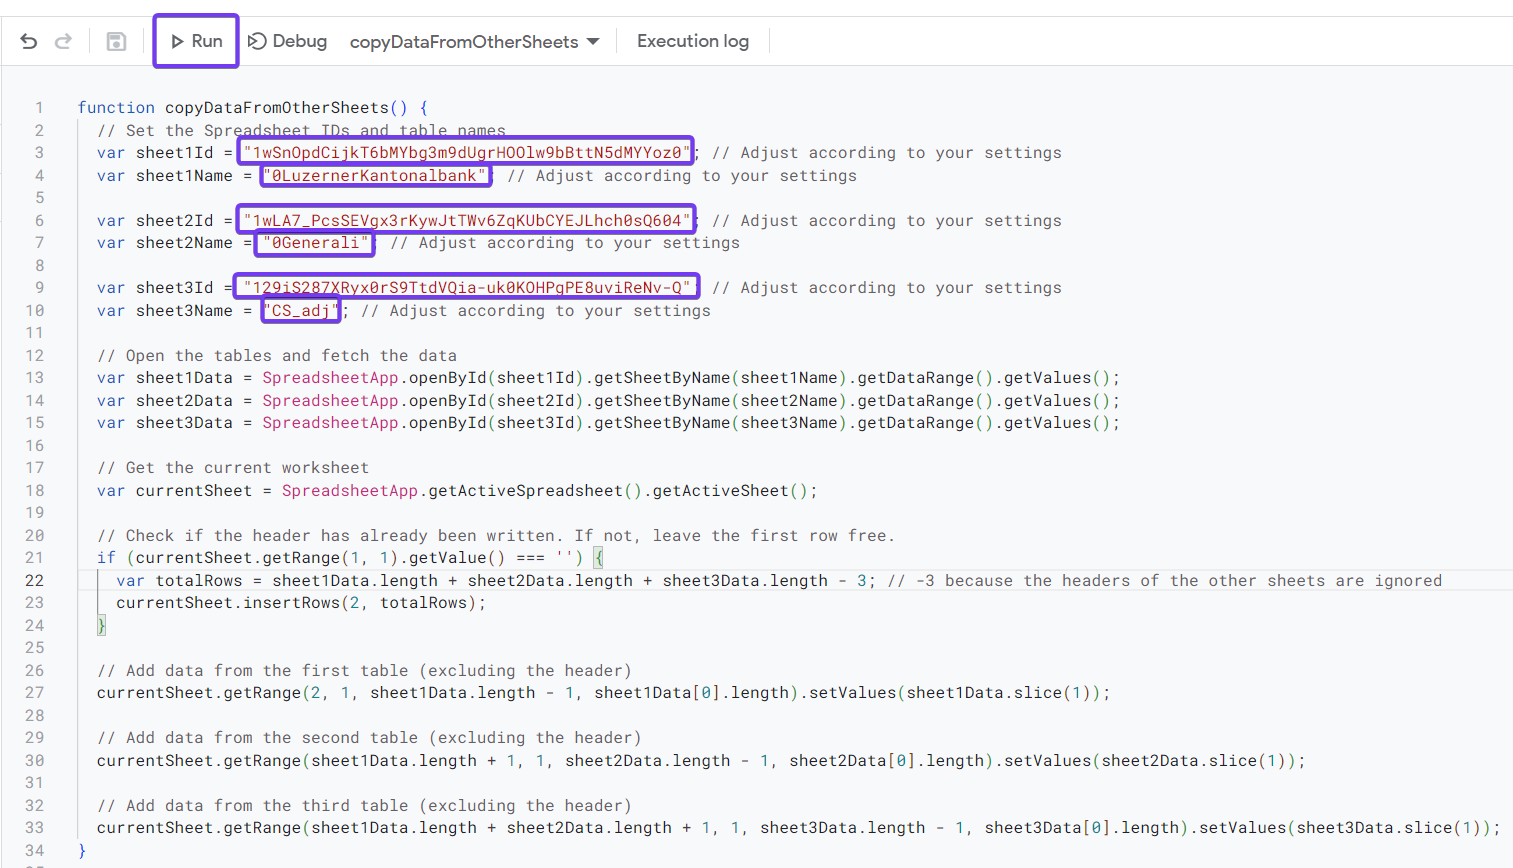 Run Debug copyDataFromOtherSheets Execution log
1 function copyDataFromOtherSheets() {
2 // Set the Spreadsheet IDs and table names
3 var sheet1Id = "1wSnOpdCijkT6bMYbg3m9dUgrHOOlw9bBttN5dMYYoz0"; // Adjust according to your settings
4 var sheet1Name = "0LuzernerKantonalbank"; // Adjust according to your settings
5
6 var sheet2Id = "1wLA7_PcsSEVgx3rKywJtTWv6ZqKUbCYEJLhch0sQ604"; // Adjust according to your settings
7 var sheet2Name = "0Generali"; // Adjust according to your settings
8
9 var sheet3Id = "129iS287XRyx0rS9TtdVQia-uk0KOHPgPE8uviReNv-Q"; // Adjust according to your settings
10 var sheet3Name = "CS_adj"; // Adjust according to your settings
11
12 // Open the tables and fetch the data
13 var sheet1Data = SpreadsheetApp.openById(sheet1Id).getSheetByName(sheet1Name).getDataRange().getValues();
14 var sheet2Data = SpreadsheetApp.openById(sheet2Id).getSheetByName(sheet2Name).getDataRange().getValues();
15 var sheet3Data = SpreadsheetApp.openById(sheet3Id).getSheetByName(sheet3Name).getDataRange().getValues();
16
17 // Get the current worksheet
18 var currentSheet = SpreadsheetApp.getActiveSpreadsheet().getActiveSheet();
19
20 // Check if the header has already been written. If not, leave the first row free.
21 if (currentSheet.getRange(1, 1).getValue() === '') {
22 var totalRows = sheet1Data.length + sheet2Data.length + sheet3Data.length - 3; // -3 because the headers of the other sheets are ignored
23 currentSheet.insertRows(2, totalRows);
24 }
25
26 // Add data from the first table (excluding the header)
27 currentSheet.getRange(2, 1, sheet1Data.length - 1, sheet1Data[0].length).setValues(sheet1Data.slice(1));
28
29 // Add data from the second table (excluding the header)
30 currentSheet.getRange(sheet1Data.length + 1, 1, sheet2Data.length - 1, sheet2Data[0].length).setValues(sheet2Data.slice(1));
31
32 // Add data from the third table (excluding the header)
33 currentSheet.getRange(sheet1Data.length + sheet2Data.length + 1, 1, sheet3Data.length - 1, sheet3Data[0].length).setValues(sheet3Data.slice(1));
34 }